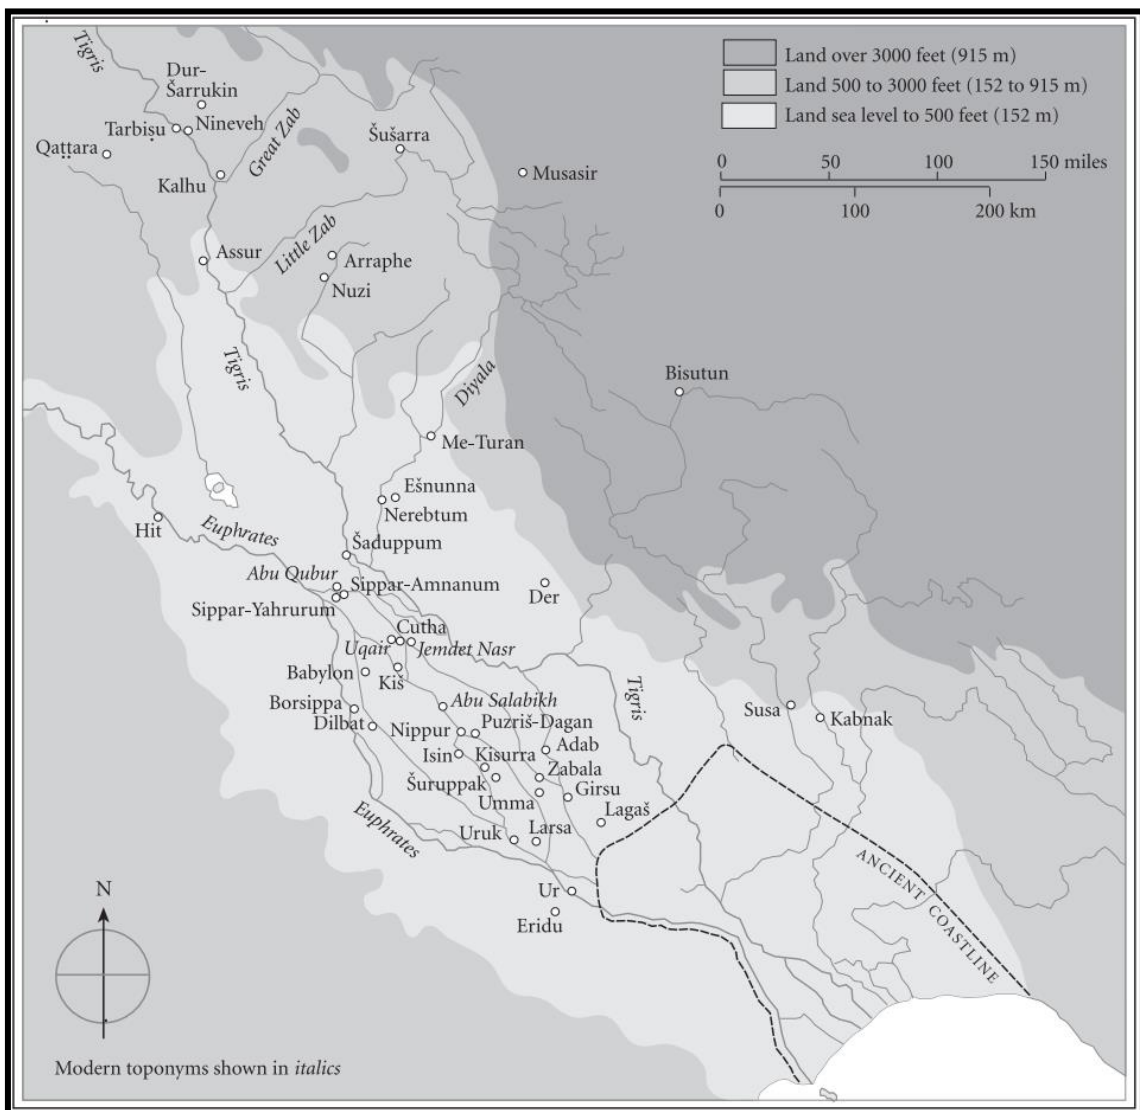 Tigris
Dur-
Šarrukin
Tarbiṣu
Nineveh
Great Zab
Qaṭṭara
Kalhu
Šušarra
Musasir
Land over 3000 feet (915 m)
Land 500 to 3000 feet (152 to 915 m)
Land sea level to 500 feet (152 m)
0 50 100 150 miles
0 100 200 km
Assur
Little Zab
Arraphe
Nuzi
Tigris
Diyala
Bisutun
Me-Turan
Ešnunna
Nerebtum
Hit
Euphrates
Šaduppum
Abu Qubur
Sippar-Amnanum
Sippar-Yahrurum
Der
Cutha
Uqair
Jemdet Nasr
Babylon
Kiš
Tigris
Borsippa
Abu Salabikh
Susa
Kabnak
Dilbat
Nippur
Puzriš-Dagan
Adab
Isin
Kisurra
Zabala
Šuruppak
Girsu
Umma
Lagaš
Euphrates
Uruk
Larsa
ANCIENT COASTLINE
Ur
Eridu
N
Modern toponyms shown in italics